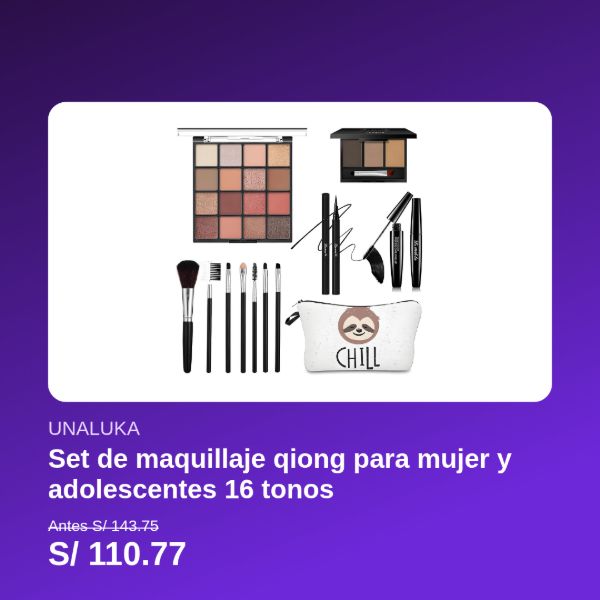 CHILL
UNALUKA
Set de maquillaje qiong para mujer y
adolescentes 16 tonos
Antes S/ 143.75
S/ 110.77